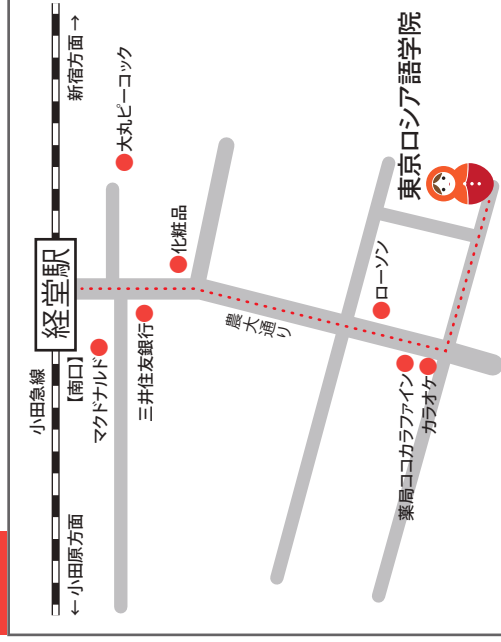 ← 小田原方面
小田急線
経堂駅
新宿方面 →
【南口】
マクドナルド
大丸ピーコック
三井住友銀行
化粧品
農大通り
ローソン
薬局ココカラファイン
カラオケ
東京ロシア語学院